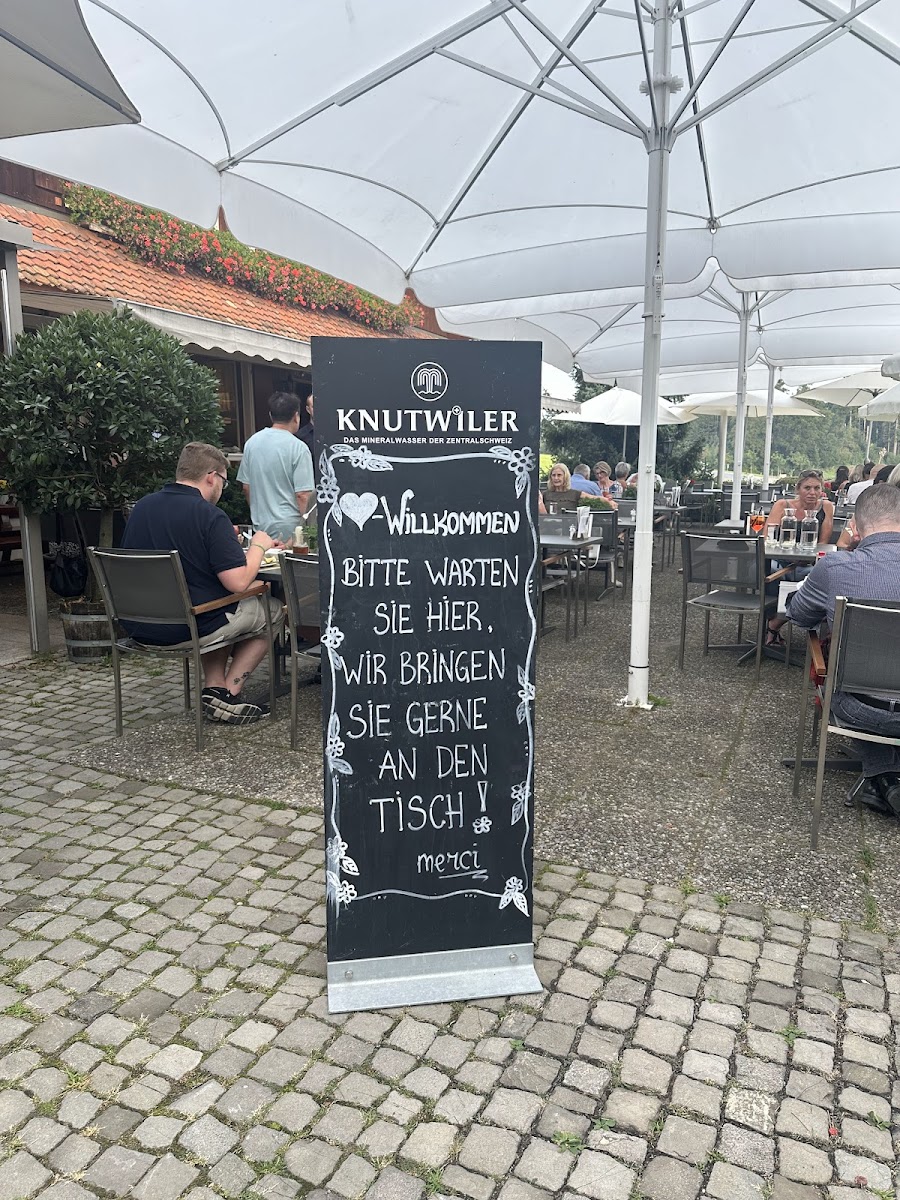 KNUTWILER
DAS MINERALWASSER DER ZENTRALSCHWEIZ
-WILLKOMMEN
BITTE WARTEN
SIE HIER,
WIR BRINGEN
SIE GERNE
AN DEN
TISCH!
merci